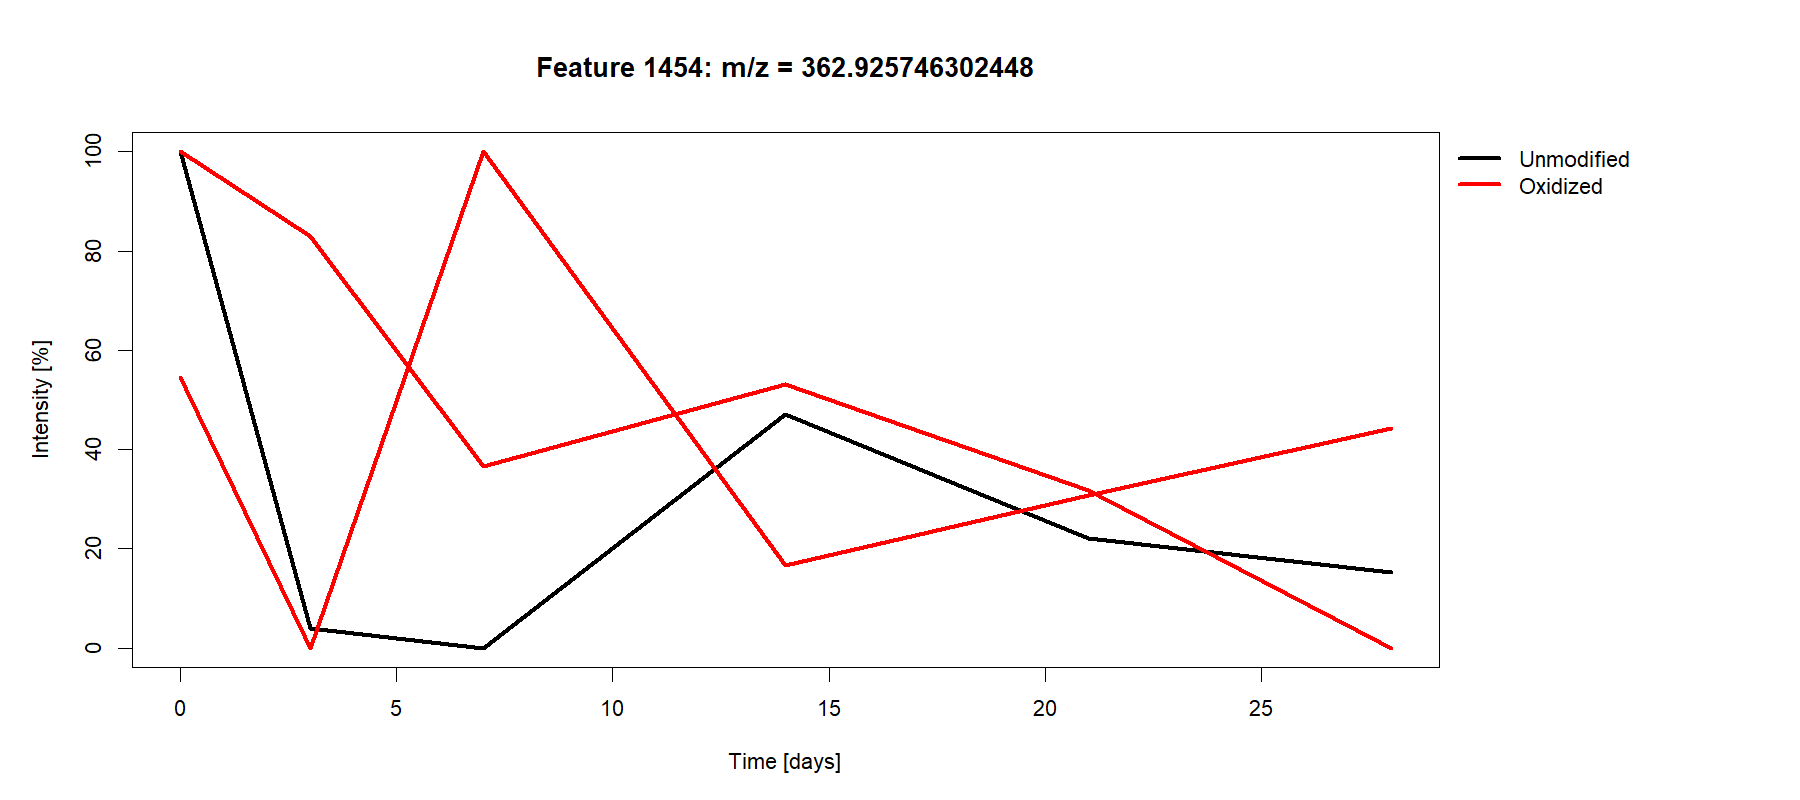 Feature 1454: m/z = 362.925746302448
Unmodified
Oxidized
Intensity [%]
100
80
60
40
20
0
0 5 10 15 20 25
Time [days]